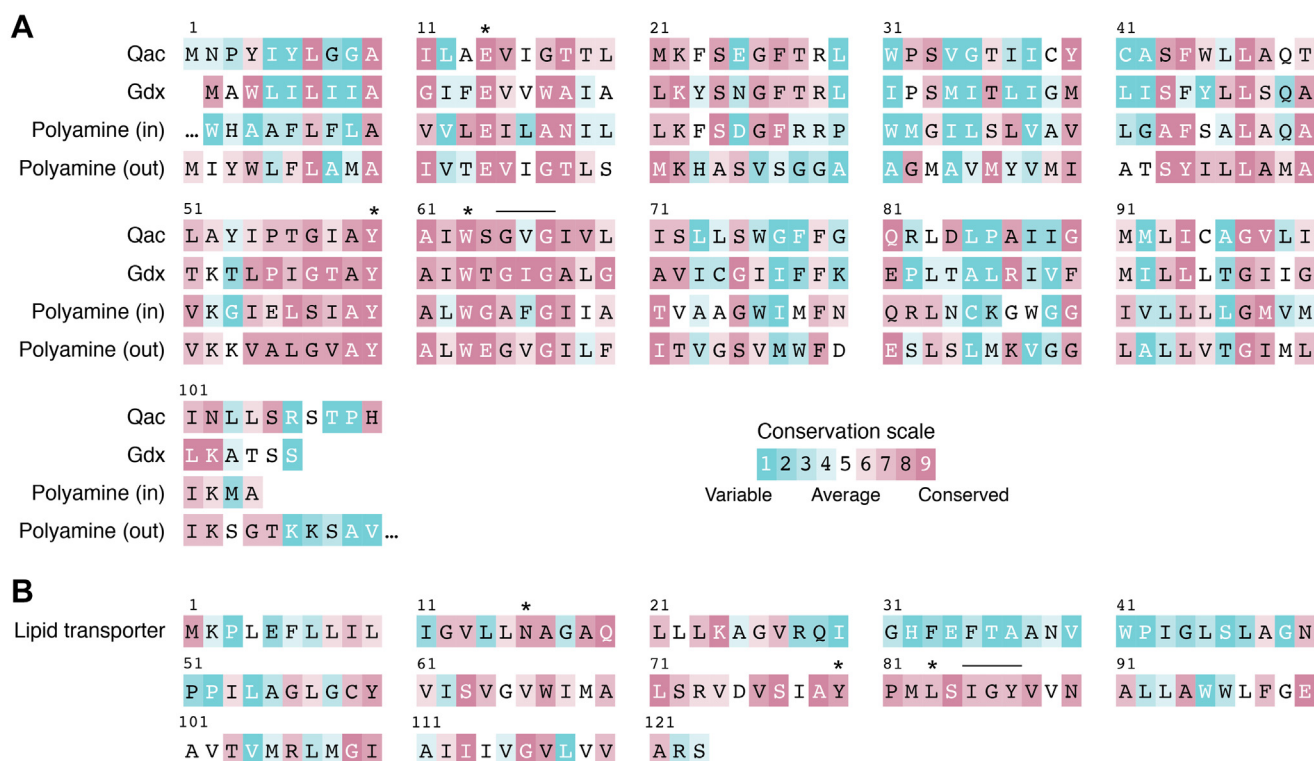 A
1 11 * 21 31 41
Qac MNPYIYLGGA ILAEVIGTTL MKFSEGFTRL WPSVGTIICY CASFWLLAQT
Gdx MAWLILIIA GIFEVVWAIA LKYSNGFTRL IPSMITLIGM LISFYLLSQA
Polyamine (in) …WHAAFLFLA VVLEILANIL LKFSDGFRRP WMGILSLVAV LGAFSALAQA
Polyamine (out) MIYWLFLAMA IVTEVIGTLS MKHASVSGGA AGMAVMYVMI ATSYILLAMA
51 * 61 * 71 81 91
Qac LAYIPTGIAY AIWSGVGIVL ISLLSWGFFG QRLDLPAIIG MMLICAGVLI
Gdx TKTLPIGTAY AIWTGIGALG AVICGIIFFK EPLTALRIVF MILLLTGIIG
Polyamine (in) VKGIELSIAY ALWGAFGIIA TVAAGWIMFN QRLNCKGWGG IVLLLLGMVM
Polyamine (out) VKKVALGVAY ALWEGVGILF ITVGSVMWFD ESLSLMKVGG LALLVTGIML
101
Qac INLLSRSTPH
Gdx LKATSS
Polyamine (in) IKMA
Polyamine (out) IKSGTKKSAV…
Conservation scale
1 2 3 4 5 6 7 8 9
Variable Average Conserved
B
1 11 * 21 31 41
Lipid transporter MKPLEFLLIL IGVLLNAGAQ LLLKAGVRQI GHFEFTAANV WPIGLSLAGN
51 61 71 * 81 * 91
PPILAGLGCY VISVGVWIMA LSRVDVSIAY PMLSIGYVVN ALLAWWLFGE
101 111 121
AVTVMRLMGI AIIIVGVLVV ARS